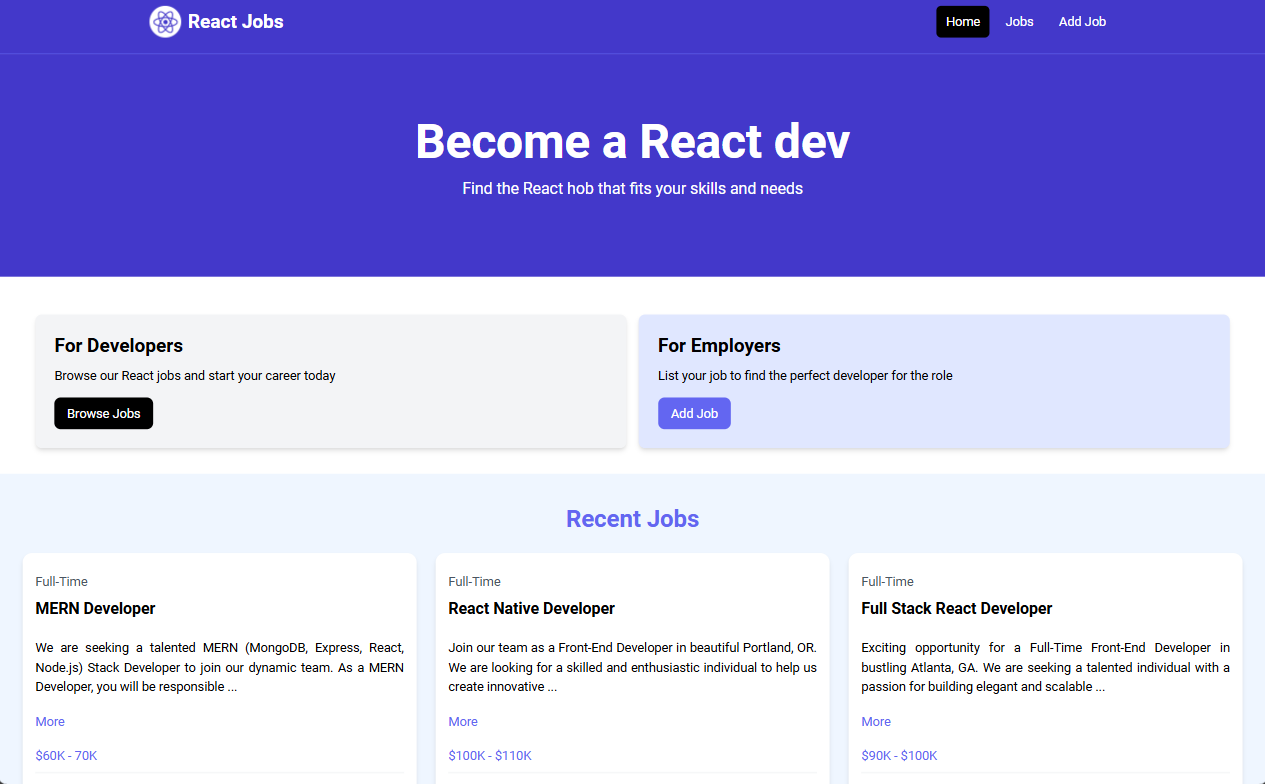 React Jobs
Home Jobs Add Job
Become a React dev
Find the React hob that fits your skills and needs
For Developers
Browse our React jobs and start your career today
Browse Jobs
For Employers
List your job to find the perfect developer for the role
Add Job
Recent Jobs
Full-Time
MERN Developer
We are seeking a talented MERN (MongoDB, Express, React,
Node.js) Stack Developer to join our dynamic team. As a MERN
Developer, you will be responsible ...
More
$60K - 70K
Full-Time
React Native Developer
Join our team as a Front-End Developer in beautiful Portland, OR.
We are looking for a skilled and enthusiastic individual to help us
create innovative ...
More
$100K - $110K
Full-Time
Full Stack React Developer
Exciting opportunity for a Full-Time Front-End Developer in
bustling Atlanta, GA. We are seeking a talented individual with a
passion for building elegant and scalable ...
More
$90K - $100K